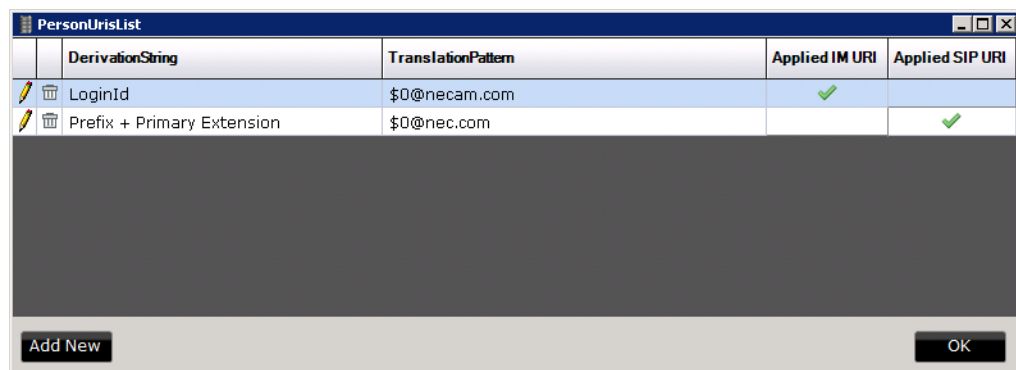 PersonUrisList
DerivationString TranslationPattern Applied IM URI Applied SIP URI
LoginId $0@necam.com
Prefix + Primary Extension $0@nec.com
Add New OK